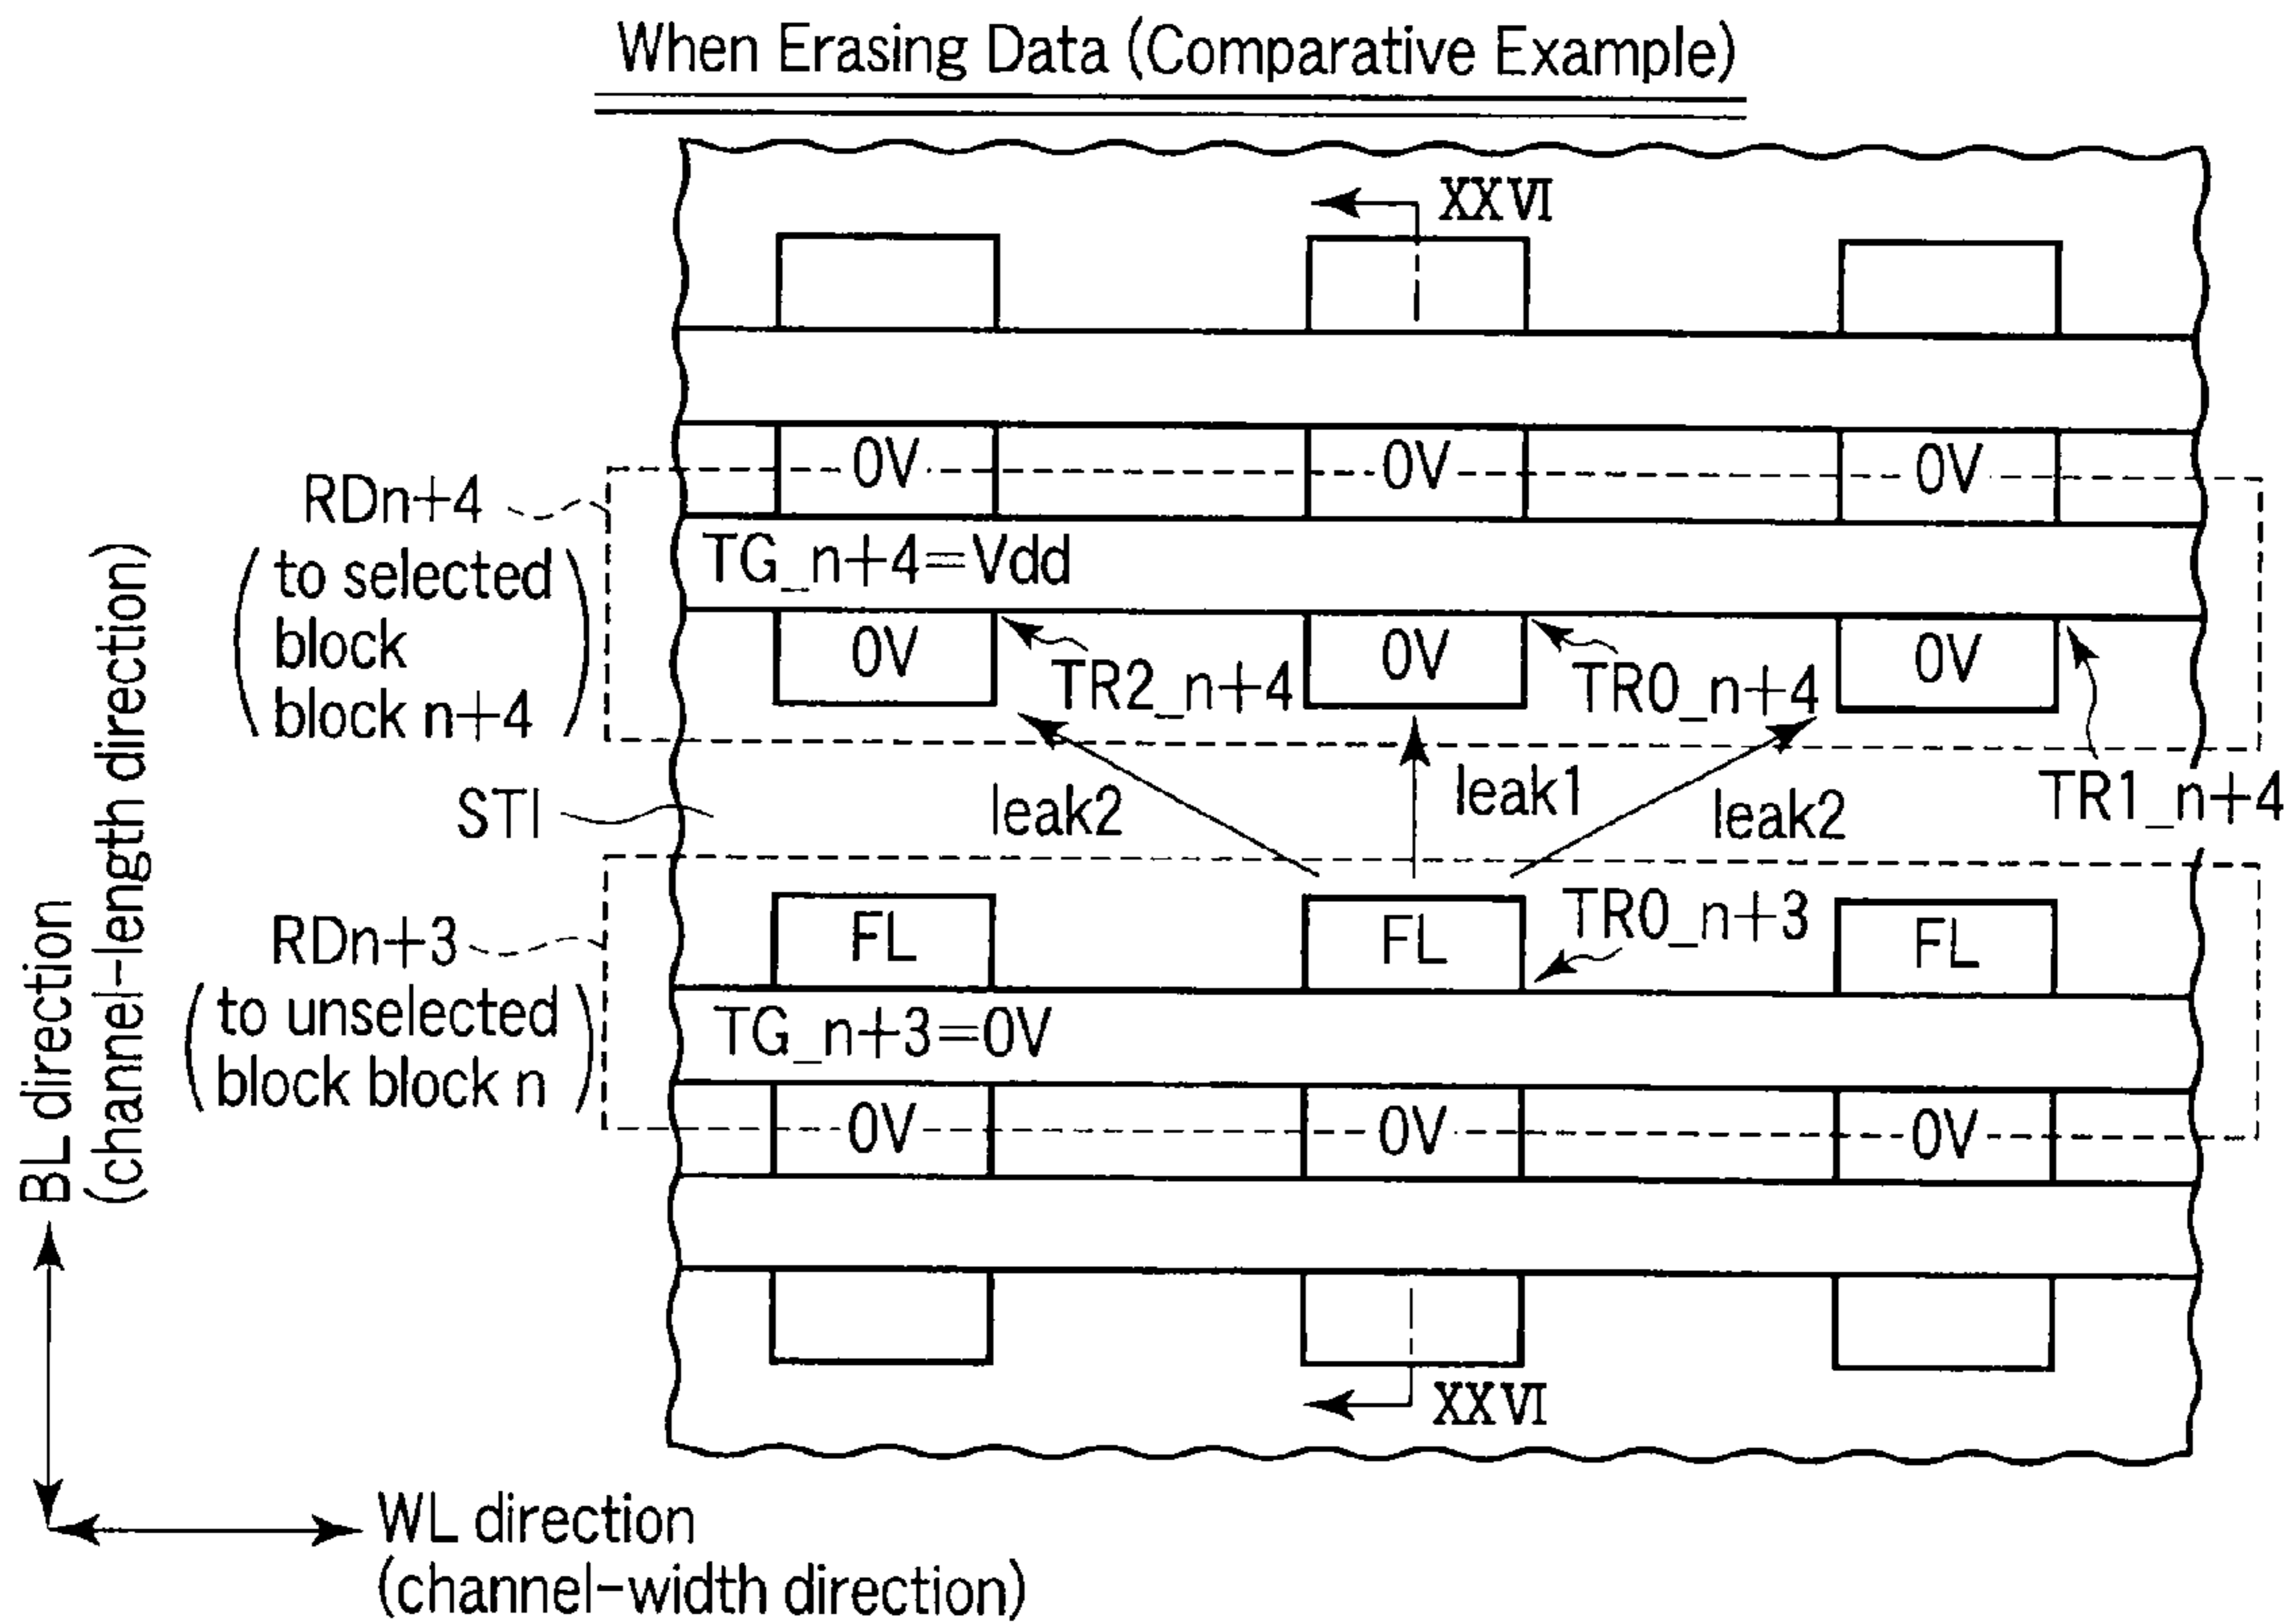 When Erasing Data (Comparative Example)
XXVI
0V 0V 0V
RDn+4
(to selected
block
block n+4)
TG_n+4=Vdd
0V 0V 0V
TR2_n+4
TR0_n+4
TR1_n+4
leak2
leak1
leak2
STI
RDn+3
(to unselected
block block n)
FL FL FL
TR0_n+3
TG_n+3=0V
0V 0V 0V
XXVI
BL direction
(channel-length direction)
WL direction
(channel-width direction)